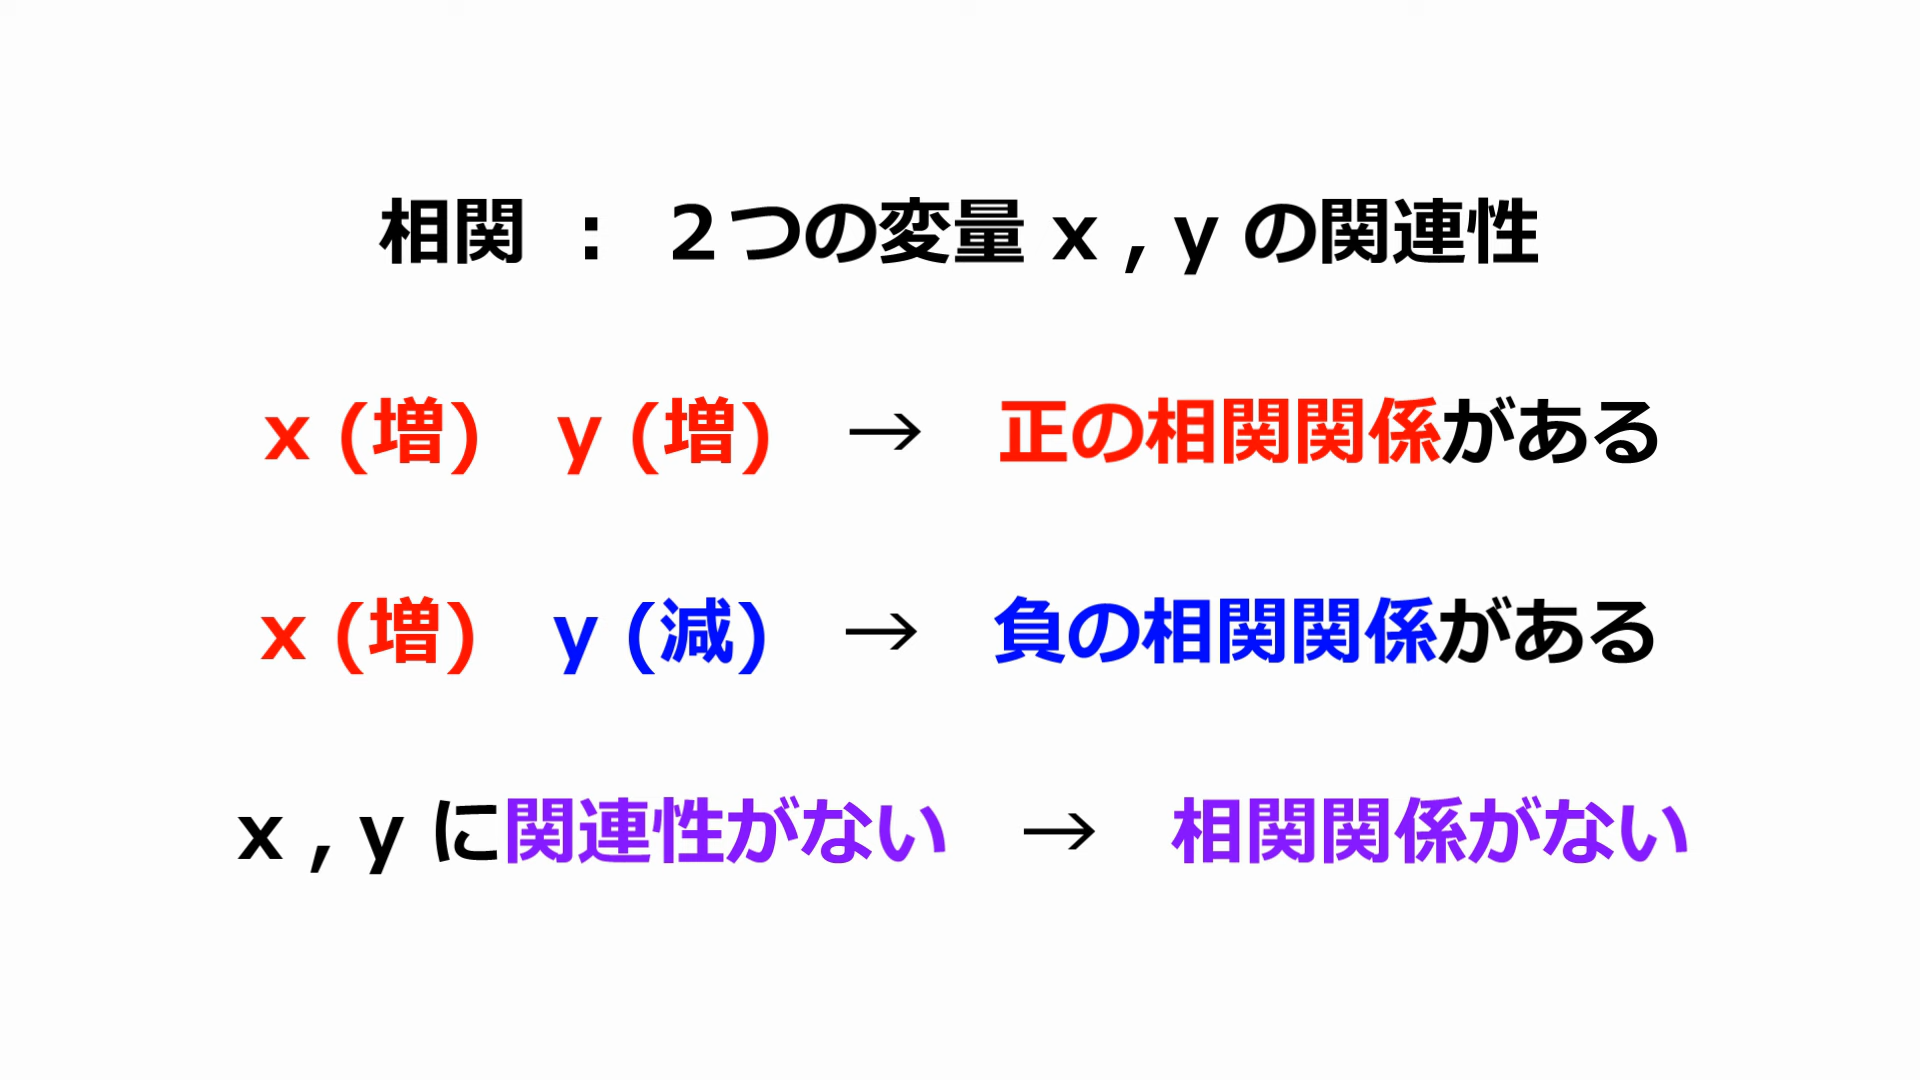 相関 : ２つの変量 x , y の関連性
x (増) y (増) → 正の相関関係がある
x (増) y (減) → 負の相関関係がある
x , y に関連性がない → 相関関係がない